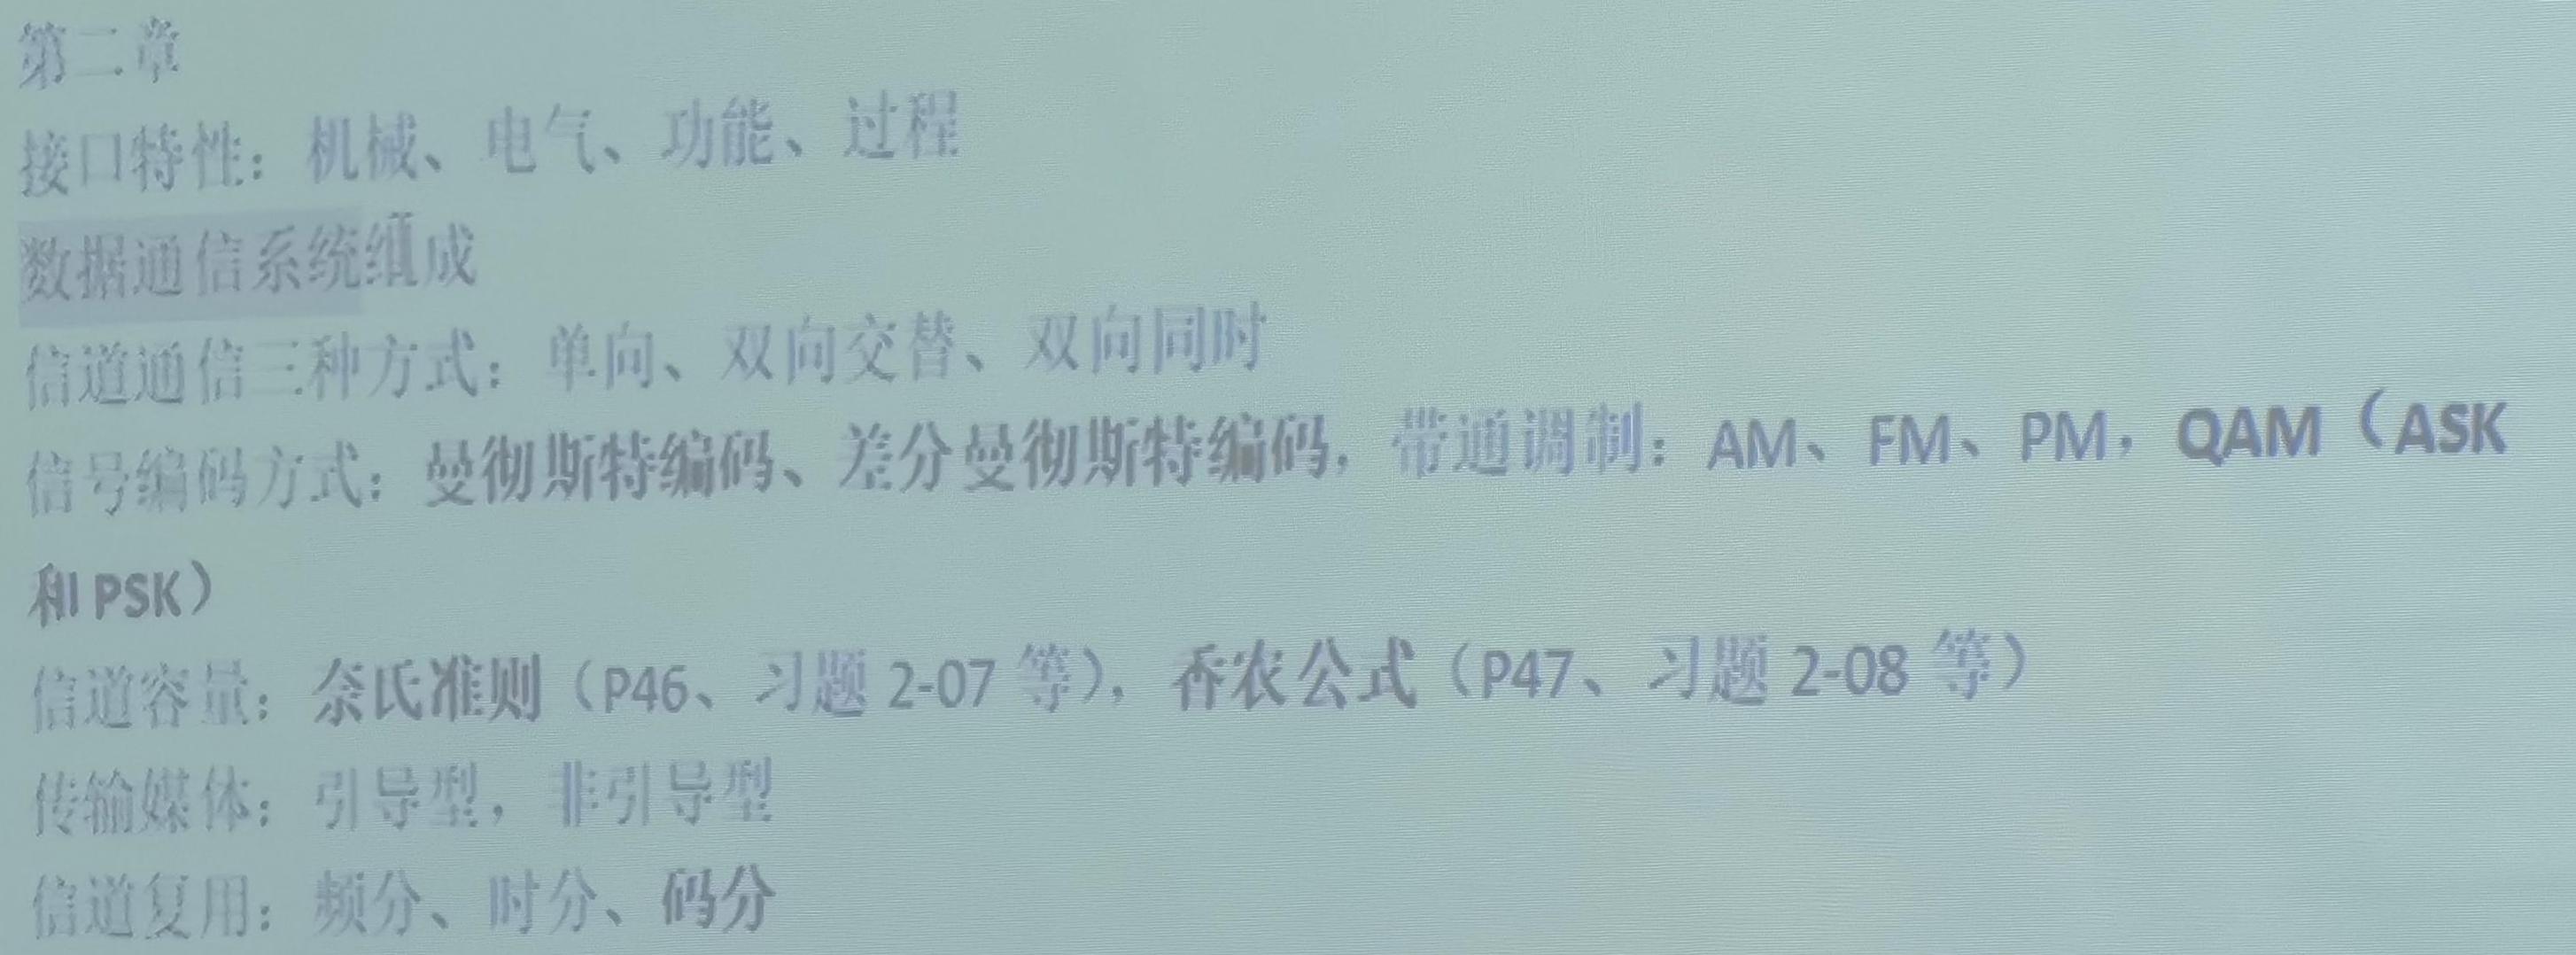 第二章
接口特性：机械、电气、功能、过程
数据通信系统组成
信道通信三种方式：单向、双向交替、双向同时
信号编码方式：曼彻斯特编码、差分曼彻斯特编码，带通调制：AM、FM、PM，QAM（ASK
和 PSK）
信道容量：奈氏准则（P46、习题 2-07 等），香农公式（P47、习题 2-08 等）
传输媒体：引导型，非引导型
信道复用：频分、时分、码分